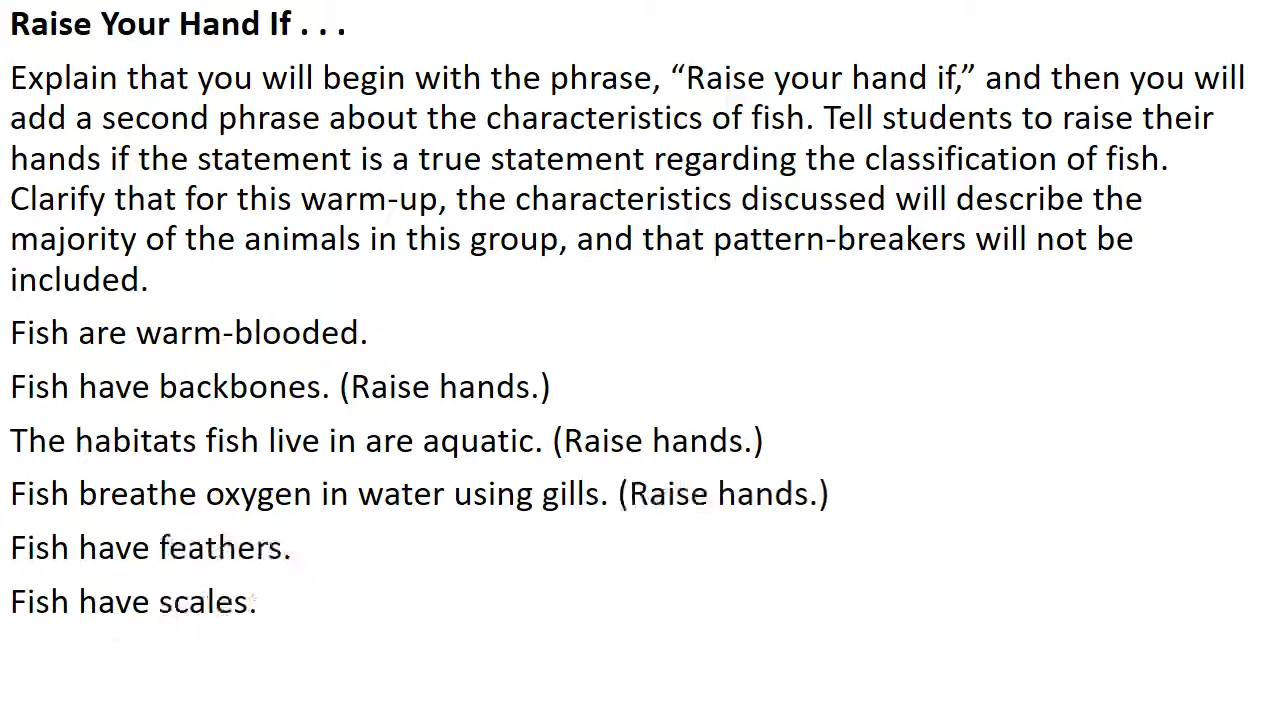 Raise Your Hand If . . .
Explain that you will begin with the phrase, “Raise your hand if,” and then you will
add a second phrase about the characteristics of fish. Tell students to raise their
hands if the statement is a true statement regarding the classification of fish.
Clarify that for this warm-up, the characteristics discussed will describe the
majority of the animals in this group, and that pattern-breakers will not be
included.
Fish are warm-blooded.
Fish have backbones. (Raise hands.)
The habitats fish live in are aquatic. (Raise hands.)
Fish breathe oxygen in water using gills. (Raise hands.)
Fish have feathers.
Fish have scales.